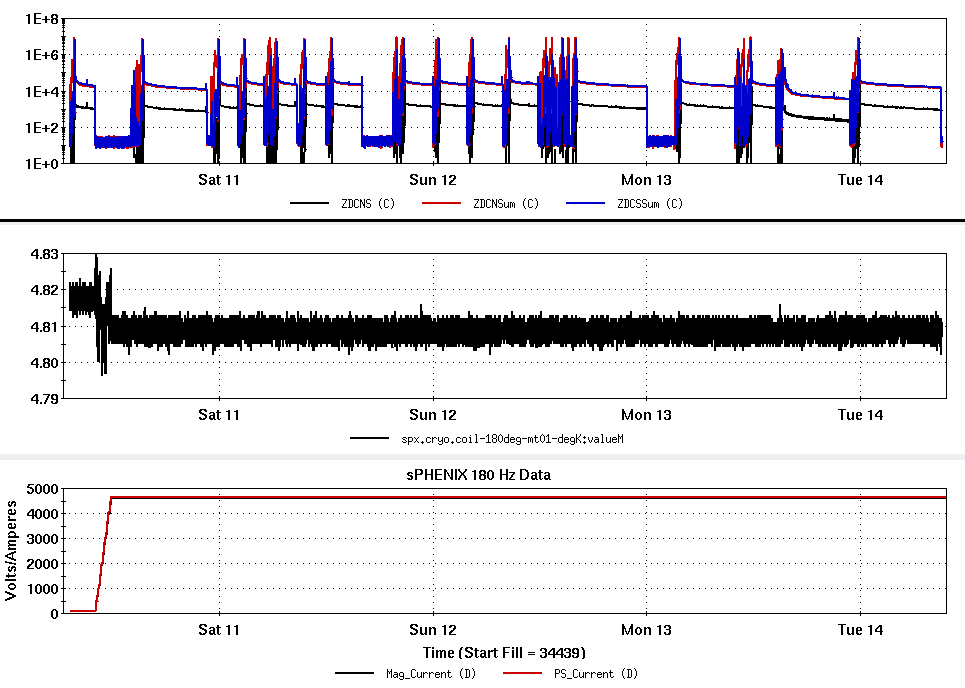 1E+8
1E+6
1E+4
1E+2
1E+0
Sat 11 Sun 12 Mon 13 Tue 14
ZDCNS (C) ZDCNSum (C) ZDCSSum (C)
4.83
4.82
4.81
4.80
4.79
Sat 11 Sun 12 Mon 13 Tue 14
spx.cryo.coil-180deg-mt01-degK:valueM
sPHENIX 180 Hz Data
Volts/Amperes
5000
4000
3000
2000
1000
0
Sat 11 Sun 12 Mon 13 Tue 14
Time (Start Fill = 34439)
Mag_Current (D) PS_Current (D)